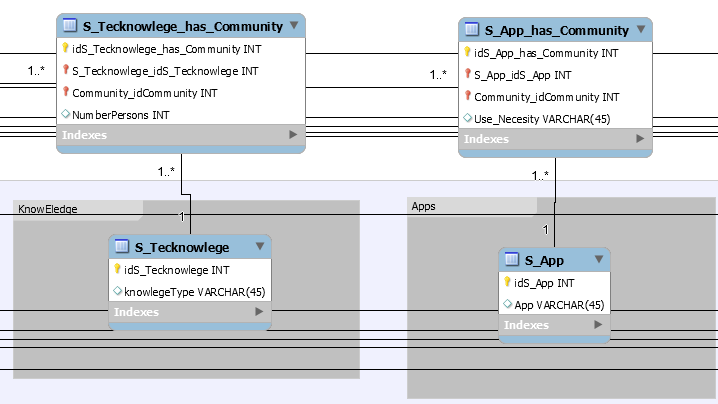 S_Tecknowlege_has_Community
idS_Tecknowlege_has_Community INT
S_Tecknowlege_idS_Tecknowlege INT
Community_idCommunity INT
NumberPersons INT
Indexes
1..*
1..*
S_App_has_Community
idS_App_has_Community INT
S_App_idS_App INT
Community_idCommunity INT
Use_Necesity VARCHAR(45)
Indexes
1..*
1..*
KnowEledge
1
S_Tecknowlege
idS_Tecknowlege INT
knowlegeType VARCHAR(45)
Indexes
Apps
1
S_App
idS_App INT
App VARCHAR(45)
Indexes